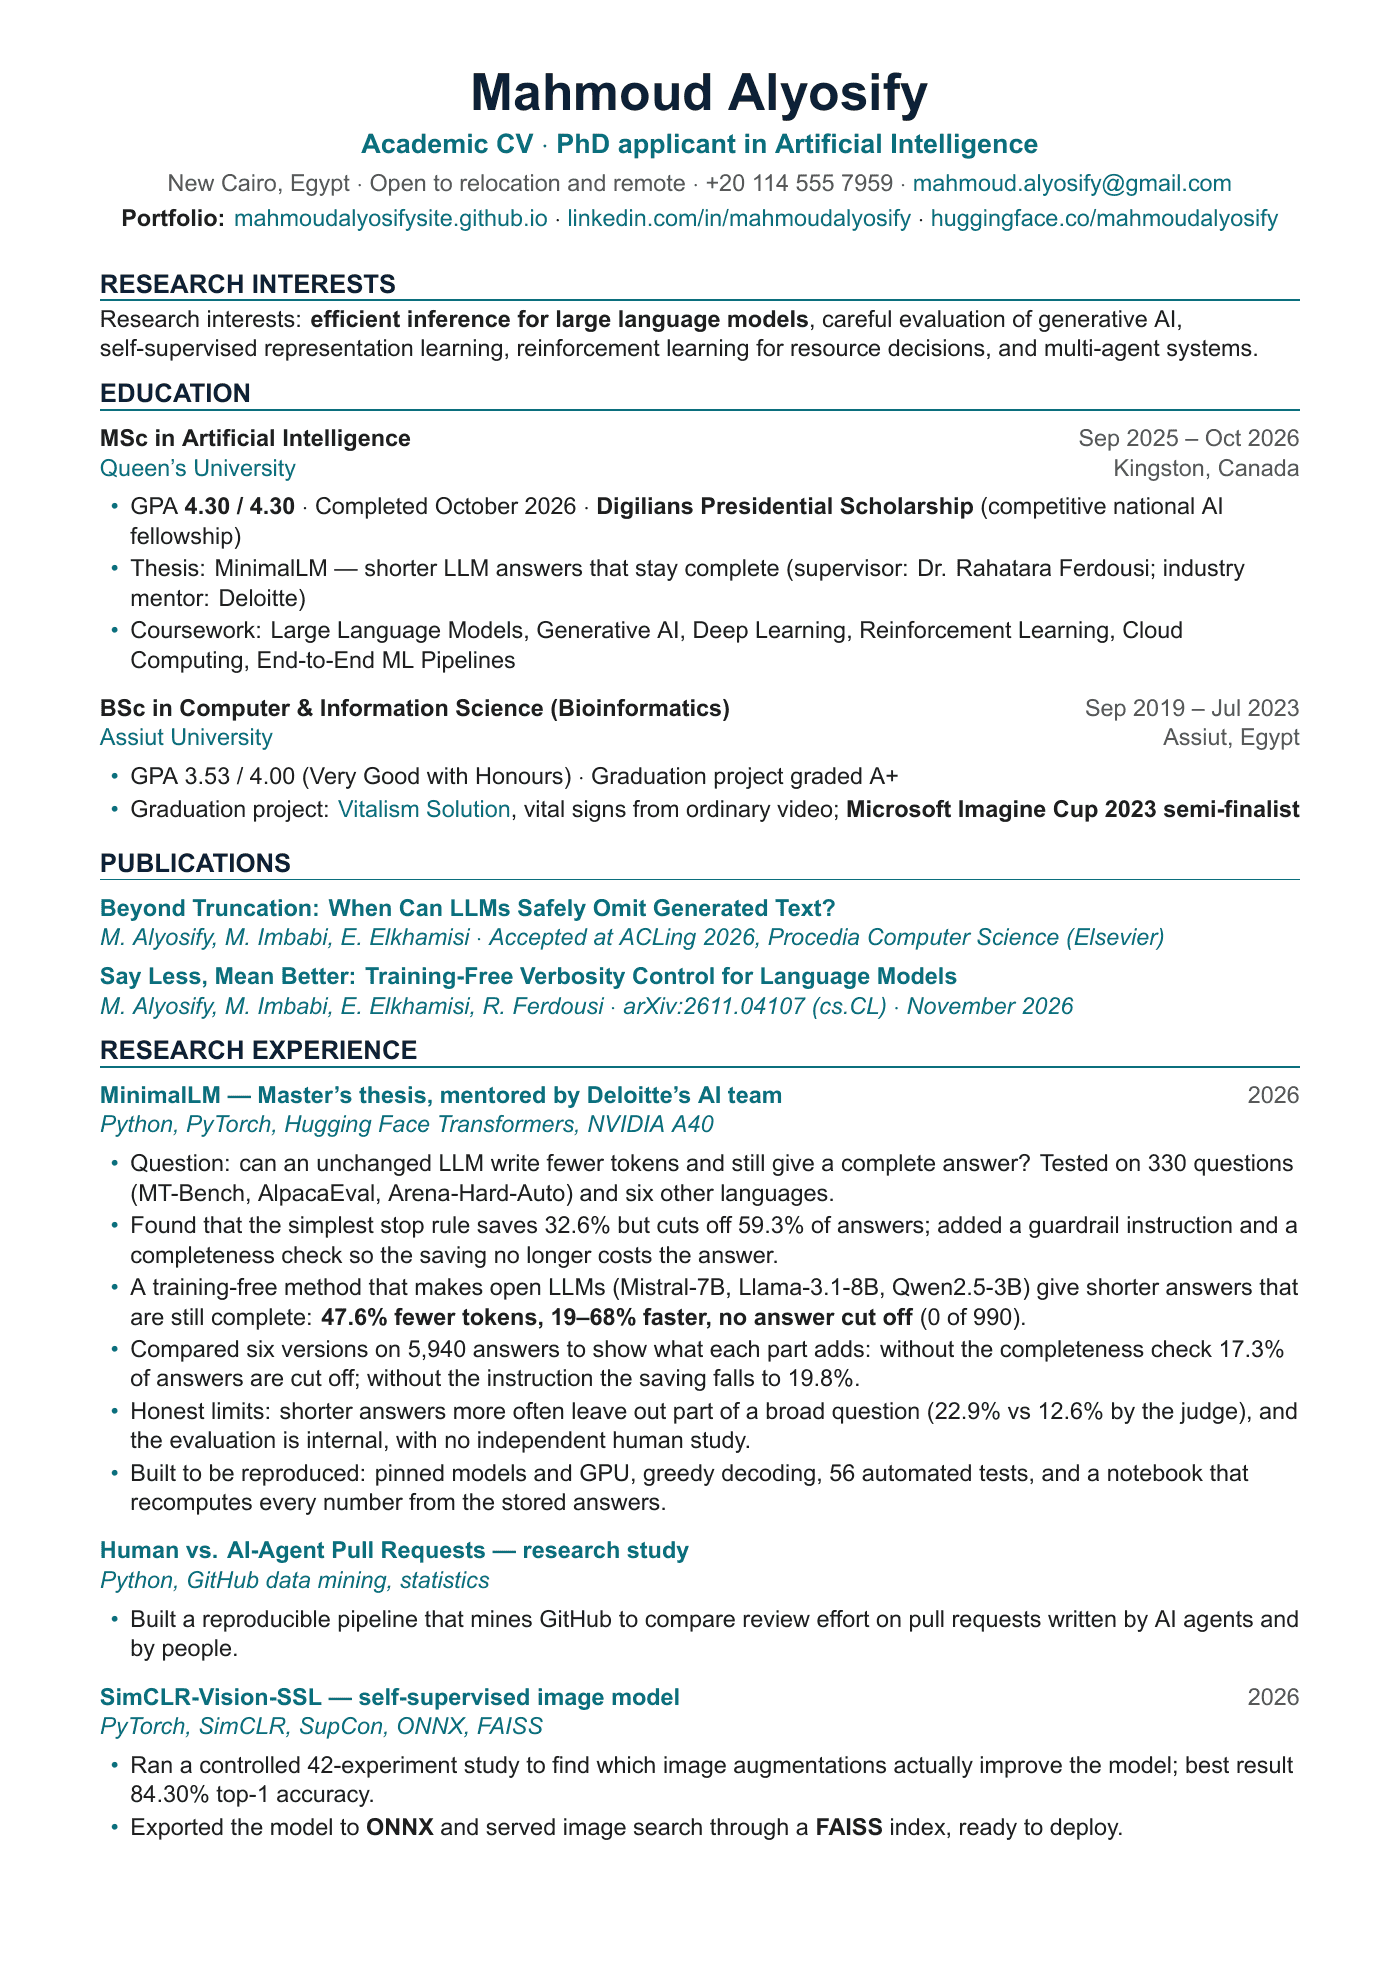 Mahmoud Alyosify
Academic CV · PhD applicant in Artificial Intelligence
New Cairo, Egypt · Open to relocation and remote · +20 114 555 7959 · mahmoud.alyosify@gmail.com
Portfolio: mahmoudalyosifysite.github.io · linkedin.com/in/mahmoudalyosify · huggingface.co/mahmoudalyosify
RESEARCH INTERESTS
Research interests: efficient inference for large language models, careful evaluation of generative AI,
self-supervised representation learning, reinforcement learning for resource decisions, and multi-agent systems.
EDUCATION
MSc in Artificial Intelligence Sep 2025 – Oct 2026
Queen's University Kingston, Canada
• GPA 4.30 / 4.30 · Completed October 2026 · Digilians Presidential Scholarship (competitive national AI
fellowship)
• Thesis: MinimalLM — shorter LLM answers that stay complete (supervisor: Dr. Rahatara Ferdousi; industry
mentor: Deloitte)
• Coursework: Large Language Models, Generative AI, Deep Learning, Reinforcement Learning, Cloud
Computing, End-to-End ML Pipelines
BSc in Computer & Information Science (Bioinformatics) Sep 2019 – Jul 2023
Assiut University Assiut, Egypt
• GPA 3.53 / 4.00 (Very Good with Honours) · Graduation project graded A+
• Graduation project: Vitalism Solution, vital signs from ordinary video; Microsoft Imagine Cup 2023 semi-finalist
PUBLICATIONS
Beyond Truncation: When Can LLMs Safely Omit Generated Text?
M. Alyosify, M. Imbabi, E. Elkhamisi · Accepted at ACLing 2026, Procedia Computer Science (Elsevier)
Say Less, Mean Better: Training-Free Verbosity Control for Language Models
M. Alyosify, M. Imbabi, E. Elkhamisi, R. Ferdousi · arXiv:2611.04107 (cs.CL) · November 2026
RESEARCH EXPERIENCE
MinimalLM — Master's thesis, mentored by Deloitte's AI team 2026
Python, PyTorch, Hugging Face Transformers, NVIDIA A40
• Question: can an unchanged LLM write fewer tokens and still give a complete answer? Tested on 330 questions
(MT-Bench, AlpacaEval, Arena-Hard-Auto) and six other languages.
• Found that the simplest stop rule saves 32.6% but cuts off 59.3% of answers; added a guardrail instruction and a
completeness check so the saving no longer costs the answer.
• A training-free method that makes open LLMs (Mistral-7B, Llama-3.1-8B, Qwen2.5-3B) give shorter answers that
are still complete: 47.6% fewer tokens, 19–68% faster, no answer cut off (0 of 990).
• Compared six versions on 5,940 answers to show what each part adds: without the completeness check 17.3%
of answers are cut off; without the instruction the saving falls to 19.8%.
• Honest limits: shorter answers more often leave out part of a broad question (22.9% vs 12.6% by the judge), and
the evaluation is internal, with no independent human study.
• Built to be reproduced: pinned models and GPU, greedy decoding, 56 automated tests, and a notebook that
recomputes every number from the stored answers.
Human vs. AI-Agent Pull Requests — research study
Python, GitHub data mining, statistics
• Built a reproducible pipeline that mines GitHub to compare review effort on pull requests written by AI agents and
by people.
SimCLR-Vision-SSL — self-supervised image model 2026
PyTorch, SimCLR, SupCon, ONNX, FAISS
• Ran a controlled 42-experiment study to find which image augmentations actually improve the model; best result
84.30% top-1 accuracy.
• Exported the model to ONNX and served image search through a FAISS index, ready to deploy.